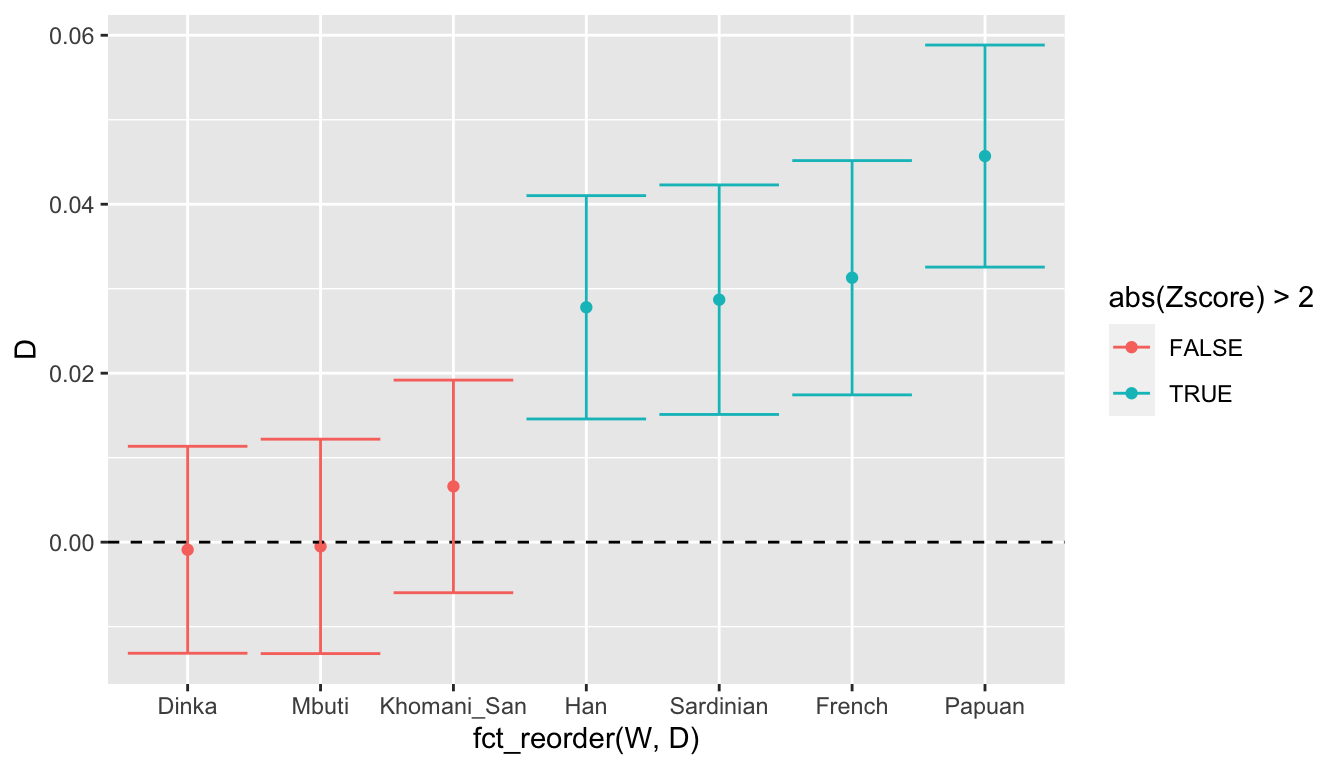 0.06
0.04
0.02
0.00
D
Dinka Mbuti Khomani_San Han Sardinian French Papuan
fct_reorder(W, D)
abs(Zscore) > 2
FALSE
TRUE